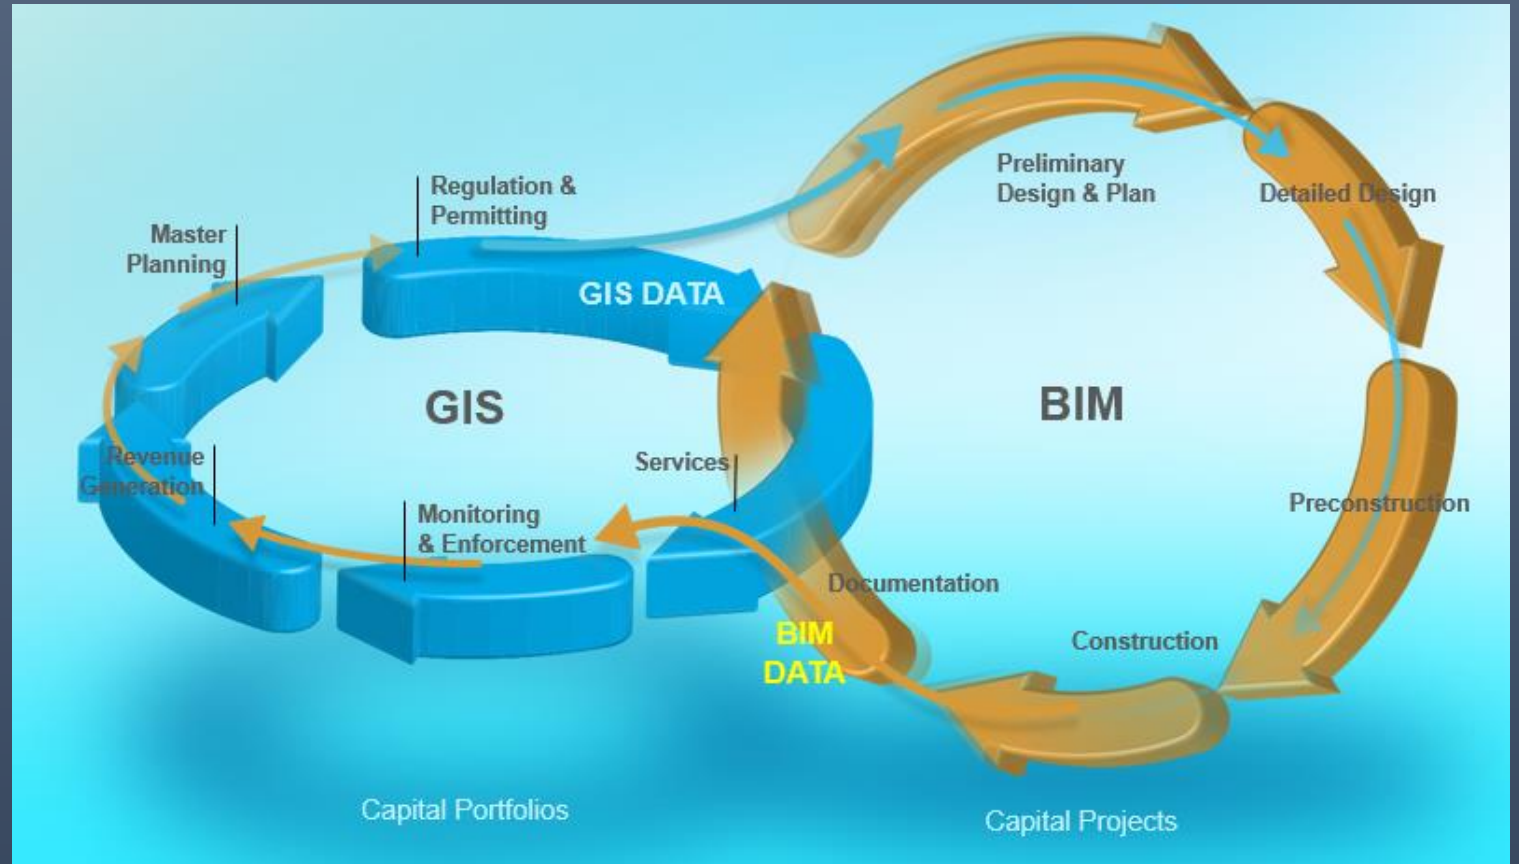 Regulation &
Permitting
Master
Planning
GIS DATA
GIS
Revenue
Generation
Monitoring
& Enforcement
Services
Preliminary
Design & Plan
Detailed Design
BIM
Preconstruction
Documentation
Construction
BIM
DATA
Capital Portfolios
Capital Projects